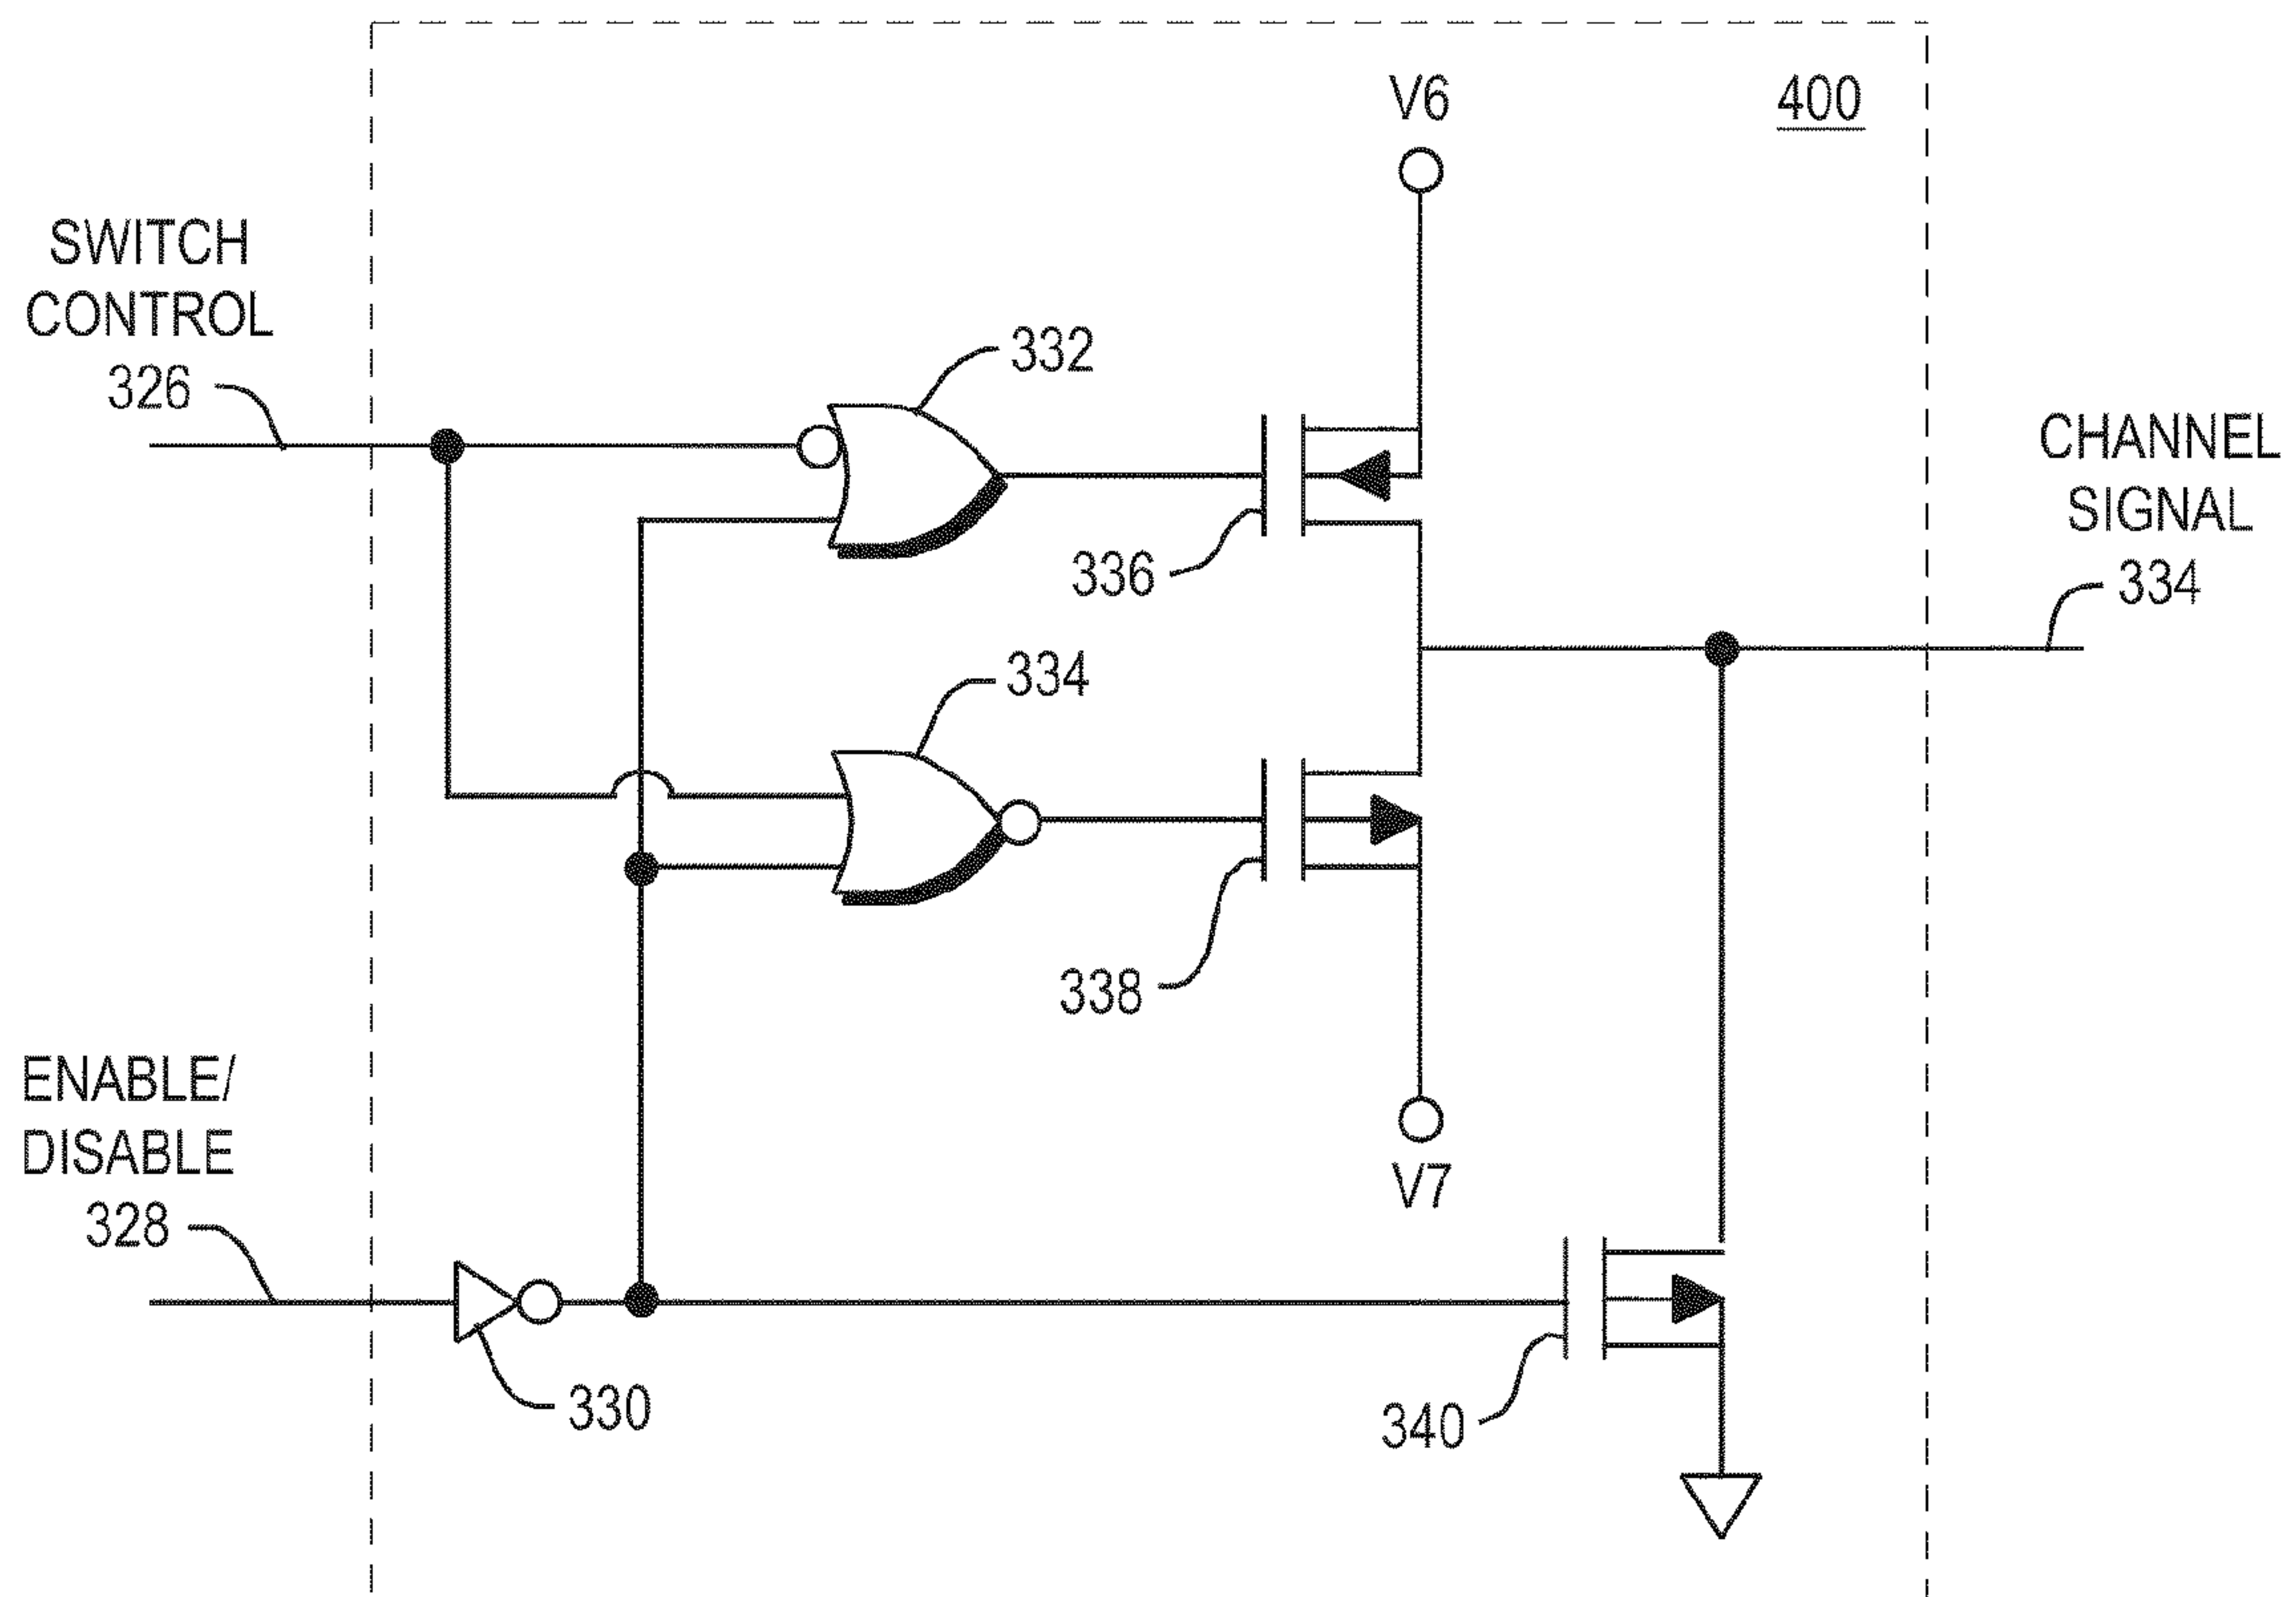 V6
400
SWITCH
CONTROL
326
332
336
CHANNEL
SIGNAL
334
334
338
ENABLE/
DISABLE
328
V7
330
340